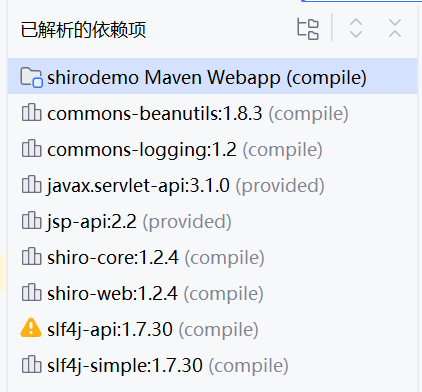 已解析的依赖项
shirodemo Maven Webapp (compile)
commons-beanutils:1.8.3 (compile)
commons-logging:1.2 (compile)
javax.servlet-api:3.1.0 (provided)
jsp-api:2.2 (provided)
shiro-core:1.2.4 (compile)
shiro-web:1.2.4 (compile)
slf4j-api:1.7.30 (compile)
slf4j-simple:1.7.30 (compile)